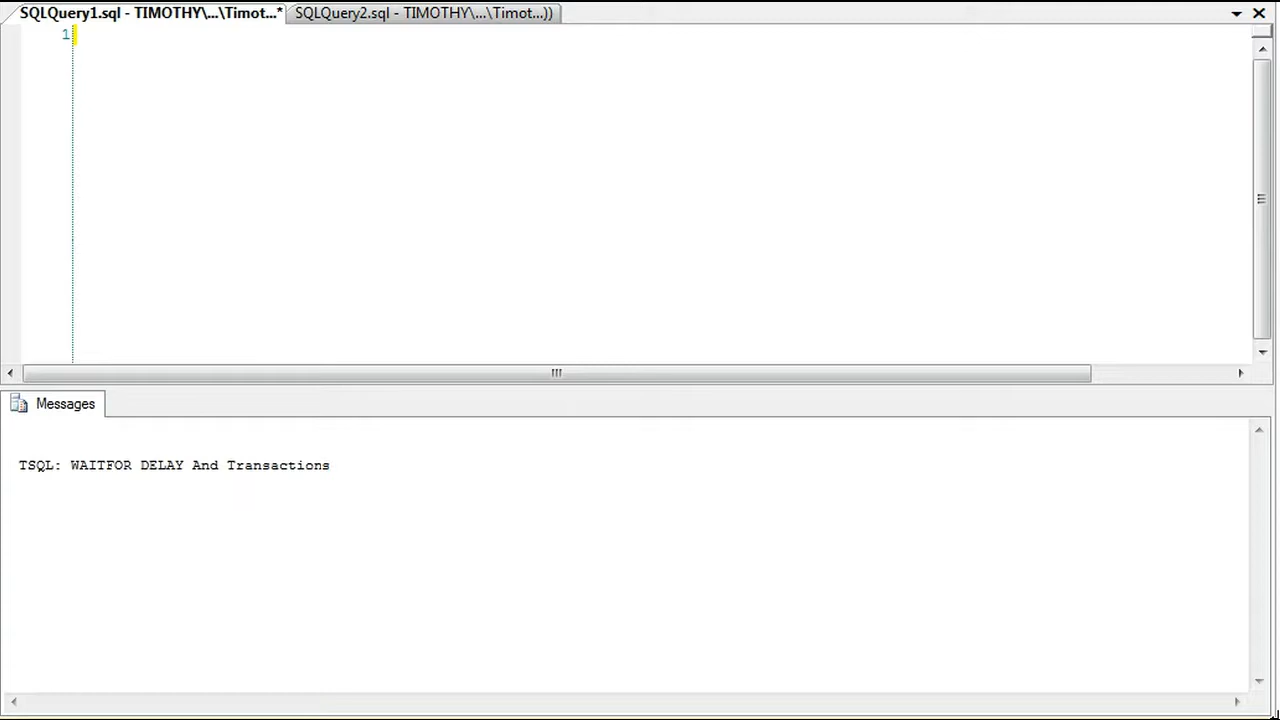 SQLQuery1.sql - TIMOTHY\...\Timot...* SQLQuery2.sql - TIMOTHY\...\Timot...))
1
Messages
TSQL: WAITFOR DELAY And Transactions